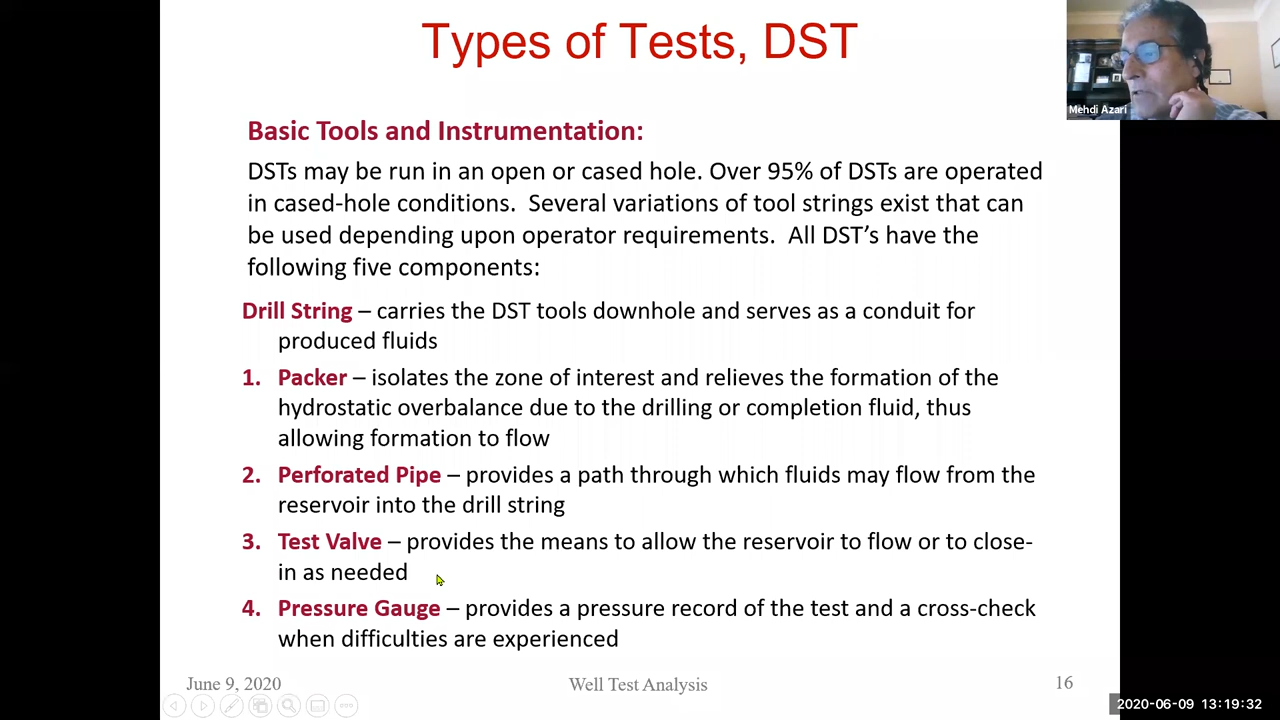 Types of Tests, DST
Mehdi Azari
Basic Tools and Instrumentation:
DSTs may be run in an open or cased hole. Over 95% of DSTs are operated
in cased-hole conditions.  Several variations of tool strings exist that can
be used depending upon operator requirements.  All DST’s have the
following five components:
Drill String – carries the DST tools downhole and serves as a conduit for
produced fluids
1. Packer – isolates the zone of interest and relieves the formation of the
hydrostatic overbalance due to the drilling or completion fluid, thus
allowing formation to flow
2. Perforated Pipe – provides a path through which fluids may flow from the
reservoir into the drill string
3. Test Valve – provides the means to allow the reservoir to flow or to close-
in as needed
4. Pressure Gauge – provides a pressure record of the test and a cross-check
when difficulties are experienced
June 9, 2020
Well Test Analysis
16
2020-06-09 13:19:32